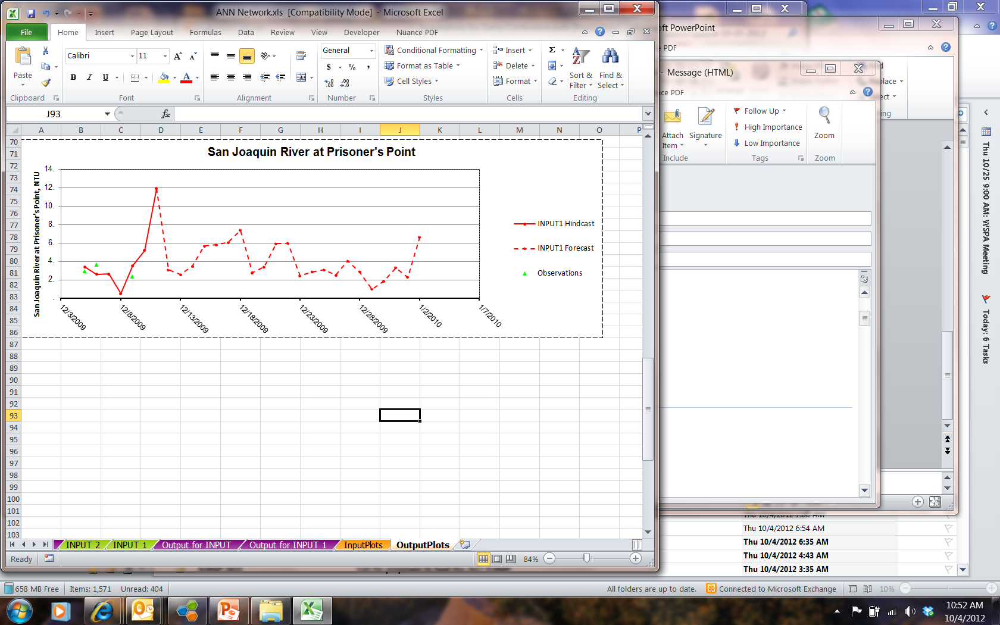 ANN Network.xls  [Compatibility Mode]  -  Microsoft Excel
File Home Insert Page Layout Formulas Data Review View Developer Nuance PDF
Paste
Clipboard
Calibri 11
B I U
Font
Alignment
General
$ % ,
Number
Conditional Formatting
Format as Table
Cell Styles
Styles
Insert
Delete
Format
Cells
Sort & Filter
Find & Select
Editing
J93
fx
A B C D E F G H I J K L M N O P
70
71
72
73
74
75
76
77
78
79
80
81
82
83
84
85
86
87
88
89
90
91
92
93
94
95
96
97
98
99
100
101
102
103
San Joaquin River at Prisoner's Point
San Joaquin River at Prisoner's Point, NTU
14.
12.
10.
8.
6.
4.
2.
.
12/3/2009
12/8/2009
12/13/2009
12/18/2009
12/23/2009
12/28/2009
1/2/2010
1/7/2010
INPUT1 Hindcast
INPUT1 Forecast
Observations
INPUT 2 INPUT 1 Output for INPUT Output for INPUT 1 InputPlots OutputPlots
Ready
84%
ft PowerPoint
e PDF
- Message (HTML)
ce PDF
Attach Item
Signature
Include
Follow Up
High Importance
Low Importance
Tags
Zoom
Zoom
Thu 10/25 9:00 AM: WSPA Meeting
Today: 6 Tasks
Thu 10/4/2012 6:54 AM
Thu 10/4/2012 6:35 AM
Thu 10/4/2012 4:43 AM
Thu 10/4/2012 3:35 AM
658 MB Free Items: 1,571 Unread: 404
All folders are up to date. Connected to Microsoft Exchange 10%
10:52 AM
10/4/2012